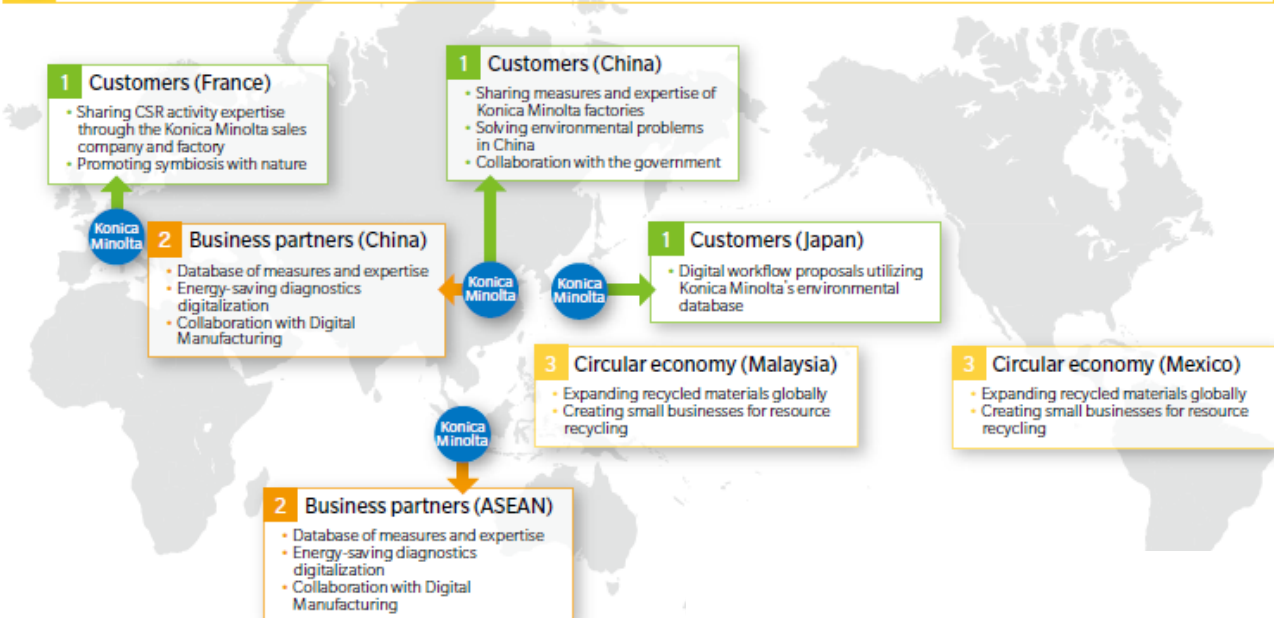 1 Customers (France)
• Sharing CSR activity expertise
through the Konica Minolta sales
company and factory
• Promoting symbiosis with nature
1 Customers (China)
• Sharing measures and expertise of
Konica Minolta factories
• Solving environmental problems
in China
• Collaboration with the government
Konica
Minolta
2 Business partners (China)
• Database of measures and expertise
• Energy-saving diagnostics
digitalization
• Collaboration with Digital
Manufacturing
Konica
Minolta
Konica
Minolta
1 Customers (Japan)
• Digital workflow proposals utilizing
Konica Minolta's environmental
database
3 Circular economy (Malaysia)
• Expanding recycled materials globally
• Creating small businesses for resource
recycling
3 Circular economy (Mexico)
• Expanding recycled materials globally
• Creating small businesses for resource
recycling
Konica
Minolta
2 Business partners (ASEAN)
• Database of measures and expertise
• Energy-saving diagnostics
digitalization
• Collaboration with Digital
Manufacturing